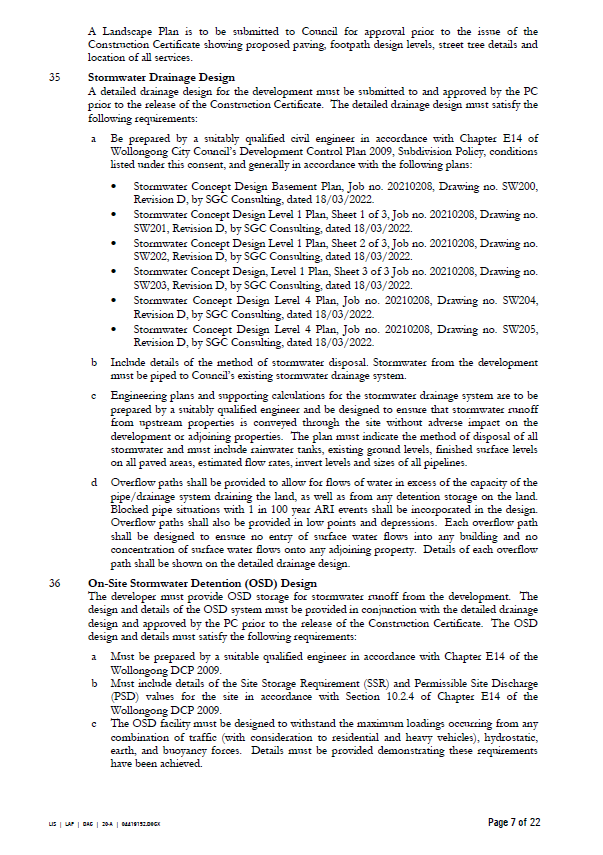 A Landscape Plan is to be submitted to Council for approval prior to the issue of the
Construction Certificate showing proposed paving, footpath design levels, street tree details and
location of all services.
35 Stormwater Drainage Design
A detailed drainage design for the development must be submitted to and approved by the PC
prior to the release of the Construction Certificate. The detailed drainage design must satisfy the
following requirements:
a Be prepared by a suitably qualified civil engineer in accordance with Chapter E14 of
Wollongong City Council's Development Control Plan 2009, Subdivision Policy, conditions
listed under this consent, and generally in accordance with the following plans:
• Stormwater Concept Design Basement Plan, Job no. 20210208, Drawing no. SW200,
Revision D, by SGC Consulting, dated 18/03/2022.
• Stormwater Concept Design Level 1 Plan, Sheet 1 of 3, Job no. 20210208, Drawing no.
SW201, Revision D, by SGC Consulting, dated 18/03/2022.
• Stormwater Concept Design Level 1 Plan, Sheet 2 of 3, Job no. 20210208, Drawing no.
SW202, Revision D, by SGC Consulting, dated 18/03/2022.
• Stormwater Concept Design, Level 1 Plan, Sheet 3 of 3 Job no. 20210208, Drawing no.
SW203, Revision D, by SGC Consulting, dated 18/03/2022.
• Stormwater Concept Design Level 4 Plan, Job no. 20210208, Drawing no. SW204,
Revision D, by SGC Consulting, dated 18/03/2022.
• Stormwater Concept Design Level 4 Plan, Job no. 20210208, Drawing no. SW205,
Revision D, by SGC Consulting, dated 18/03/2022.
b Include details of the method of stormwater disposal. Stormwater from the development
must be piped to Council's existing stormwater drainage system.
c Engineering plans and supporting calculations for the stormwater drainage system are to be
prepared by a suitably qualified engineer and be designed to ensure that stormwater runoff
from upstream properties is conveyed through the site without adverse impact on the
development or adjoining properties. The plan must indicate the method of disposal of all
stormwater and must include rainwater tanks, existing ground levels, finished surface levels
on all paved areas, estimated flow rates, invert levels and sizes of all pipelines.
d Overflow paths shall be provided to allow for flows of water in excess of the capacity of the
pipe/drainage system draining the land, as well as from any detention storage on the land.
Blocked pipe situations with 1 in 100 year ARI events shall be incorporated in the design.
Overflow paths shall also be provided in low points and depressions. Each overflow path
shall be designed to ensure no entry of surface water flows into any building and no
concentration of surface water flows onto any adjoining property. Details of each overflow
path shall be shown on the detailed drainage design.
36 On-Site Stormwater Detention (OSD) Design
The developer must provide OSD storage for stormwater runoff from the development. The
design and details of the OSD system must be provided in conjunction with the detailed drainage
design and approved by the PC prior to the release of the Construction Certificate. The OSD
design and details must satisfy the following requirements:
a Must be prepared by a suitable qualified engineer in accordance with Chapter E14 of the
Wollongong DCP 2009.
b Must include details of the Site Storage Requirement (SSR) and Permissible Site Discharge
(PSD) values for the site in accordance with Section 10.2.4 of Chapter E14 of the
Wollongong DCP 2009.
c The OSD facility must be designed to withstand the maximum loadings occurring from any
combination of traffic (with consideration to residential and heavy vehicles), hydrostatic,
earth, and buoyancy forces. Details must be provided demonstrating these requirements
have been achieved.
LIS | LAP | DAG | 20-A | 04419152.DOCX Page 7 of 22